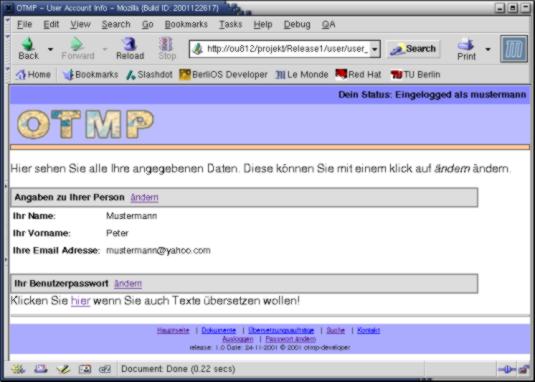 OTMP - User Account Info - Mozilla {Build ID: 2001122617}
File Edit View Search Go Bookmarks Tasks Help Debug QA
Back Forward Reload Stop http://ou812/projekt/Release1/user/user_ Search Print
Home Bookmarks Slashdot BerliOS Developer Le Monde Red Hat TU Berlin
Dein Status: Eingelogged als mustermann
OTMP
Hier sehen Sie alle Ihre angegebenen Daten. Diese können Sie mit einem klick auf ändern ändern.
Angaben zu Ihrer Person ändern
Ihr Name: Mustermann
Ihr Vorname: Peter
Ihre Email Adresse: mustermann@yahoo.com
Ihr Benutzerpasswort ändern
Klicken Sie hier wenn Sie auch Texte übersetzen wollen!
Hauptseite | Dokumente | Übersetzungsaufträge | Suche | Kontakt
Ausloggen | Passwort ändern
release: 1.0 Date: 24-11-2001 © 2001 otmp-developer
Document: Done (0.22 secs)